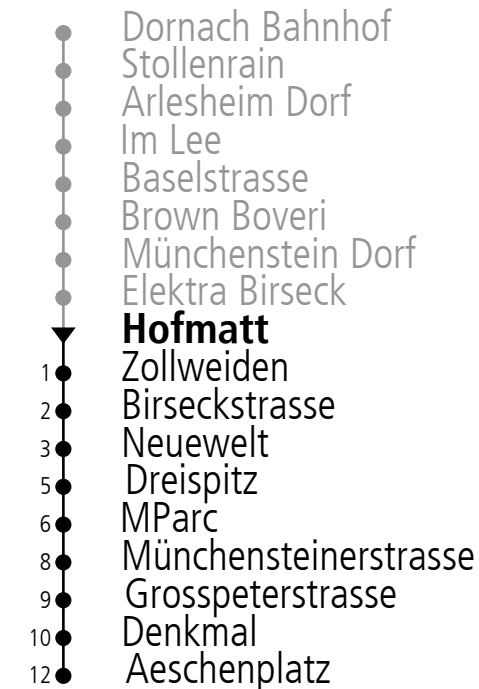 Dornach Bahnhof
Stollenrain
Arlesheim Dorf
Im Lee
Baselstrasse
Brown Boveri
Münchenstein Dorf
Elektra Birseck
Hofmatt
1 Zollweiden
2 Birseckstrasse
3 Neuewelt
5 Dreispitz
6 MParc
8 Münchensteinerstrasse
9 Grosspeterstrasse
10 Denkmal
12 Aeschenplatz